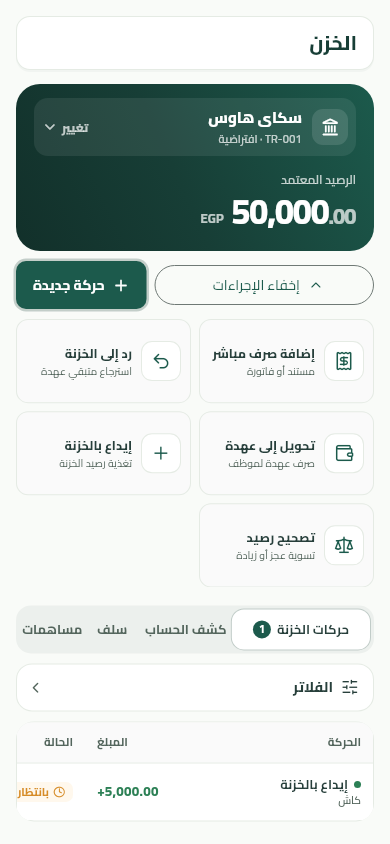 الخزن
سكاي هاوس
TR-001 · افتراضية
تغيير
الرصيد المعتمد
50,000.00 EGP
إخفاء الإجراءات
حركة جديدة
إضافة صرف مباشر
مستند أو فاتورة
رد إلى الخزنة
استرجاع متبقي عهدة
تحويل إلى عهدة
صرف عهدة لموظف
إيداع بالخزنة
تغذية رصيد الخزنة
تصحيح رصيد
تسوية عجز أو زيادة
حركات الخزنة 1 كشف الحساب سلف مساهمات
الفلاتر
الحركة المبلغ الحالة
إيداع بالخزنة +5,000.00 بانتظار
كاش